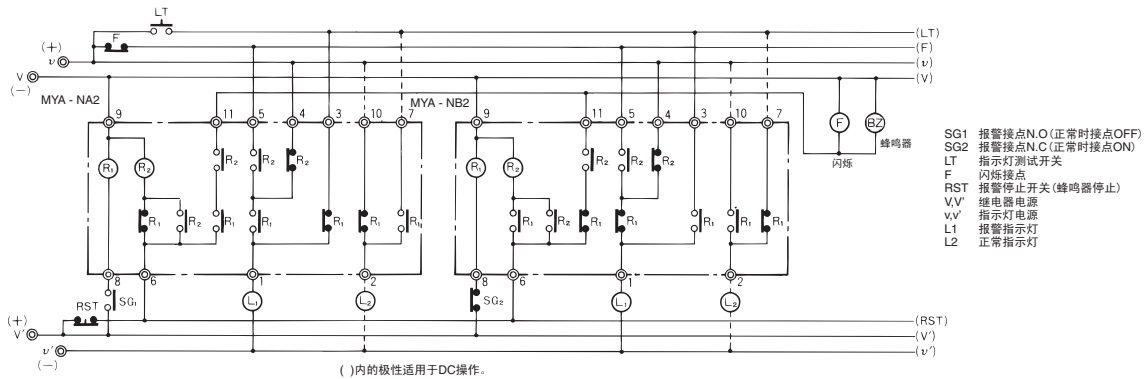 LT
F
(+)
υ
V
(—)
(LT)
(F)
(υ)
(V)
MYA - NA2
9
11
5
4
3
10
7
R₁
R₂
R₂
R₂
R₂
R₁
R₂
R₁
R₁
R₁
R₁
R₁
8
6
1
2
SG₁
L₁
L₂
MYA - NB2
9
11
5
4
3
10
7
R₁
R₂
R₂
R₂
R₂
R₁
R₂
R₁
R₁
R₁
R₁
R₁
8
6
1
2
SG₂
L₁
L₂
F
闪烁
BZ
蜂鸣器
RST
(+)
V'
υ'
(—)
(RST)
(V')
(υ')
( )内的极性适用于DC操作。
SG1 报警接点N.O(正常时接点OFF)
SG2 报警接点N.C(正常时接点ON)
LT 指示灯测试开关
F 闪烁接点
RST 报警停止开关(蜂鸣器停止)
V,V' 继电器电源
v,v' 指示灯电源
L1 报警指示灯
L2 正常指示灯